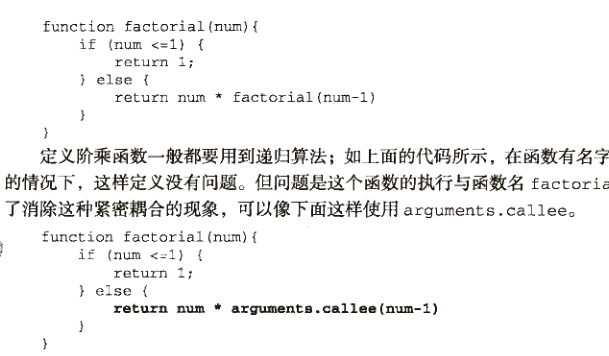 function factorial(num){
if (num <=1) {
return 1;
} else {
return num * factorial(num-1)
}
}
定义阶乘函数一般都要用到递归算法；如上面的代码所示，在函数有名字
的情况下，这样定义没有问题。但问题是这个函数的执行与函数名 factoria
了消除这种紧密耦合的现象，可以像下面这样使用 arguments.callee。
function factorial(num){
if (num <=1) {
return 1;
} else {
return num * arguments.callee(num-1)
}
}